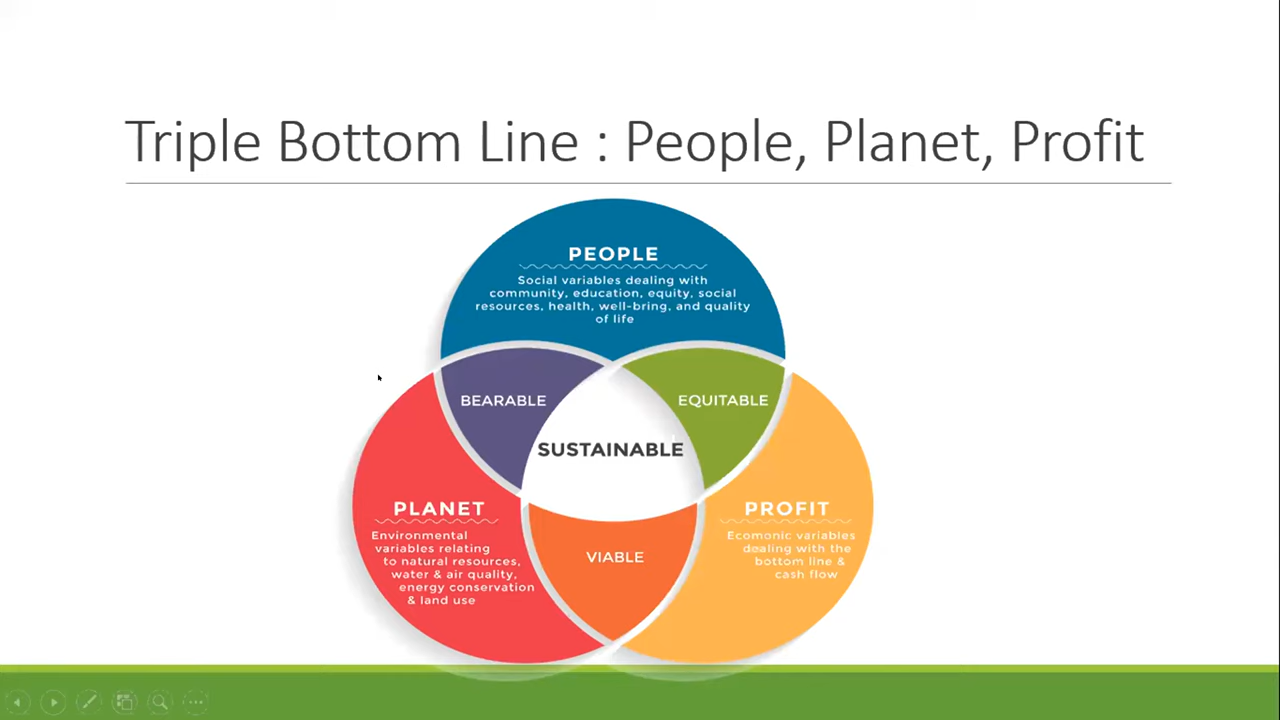 Triple Bottom Line : People, Planet, Profit
PEOPLE
Social variables dealing with
community, education, equity, social
resources, health, well-bring, and quality
of life
BEARABLE
EQUITABLE
SUSTAINABLE
PLANET
Environmental
variables relating
to natural resources,
water & air quality,
energy conservation
& land use
PROFIT
Ecomonic variables
dealing with the
bottom line &
cash flow
VIABLE